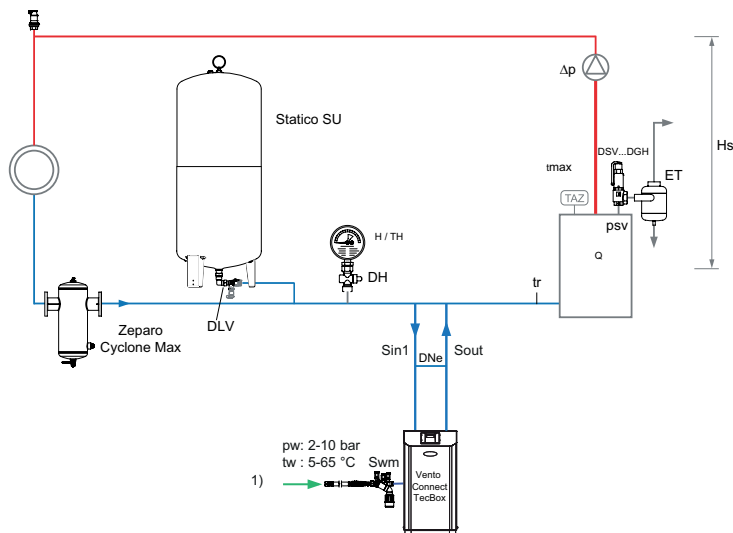 Δp
Statico SU
Hs
DSV...DGH
tmax
ET
TAZ
psv
Q
H / TH
DH
tr
DLV
Zeparo
Cyclone Max
Sin1
DNe
Sout
pw: 2-10 bar
tw : 5-65 °C
Swm
1)
Vento
Connect
TecBox